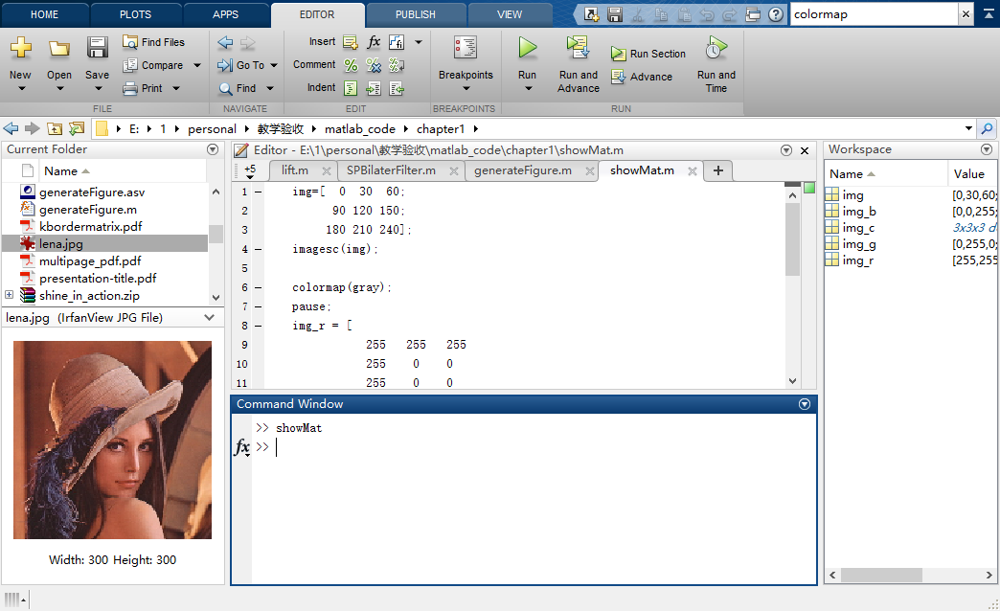 HOME PLOTS APPS EDITOR PUBLISH VIEW colormap
New Open Save Find Files Compare Print Go To Find Insert Comment Indent Breakpoints Run Run and Advance Run Section Advance Run and Time
FILE NAVIGATE EDIT BREAKPOINTS RUN
E: 1 personal 教学验收 matlab_code chapter1
Current Folder
Name
generateFigure.asv
generateFigure.m
kbordermatrix.pdf
lena.jpg
multipage_pdf.pdf
presentation-title.pdf
shine_in_action.zip
lena.jpg (IrfanView JPG File)
Width: 300 Height: 300
Editor - E:\1\personal\教学验收\matlab_code\chapter1\showMat.m
+5 lift.m SPBilaterFilter.m generateFigure.m showMat.m
1 – img=[ 0 30 60;
2 90 120 150;
3 180 210 240];
4 – imagesc(img);
5
6 – colormap(gray);
7 – pause;
8 – img_r = [
9 255 255 255
10 255 0 0
11 255 0 0
Command Window
>> showMat
fx >>
Workspace
Name Value
img [0,30,60;
img_b [0,0,255;
img_c 3x3x3 d
img_g [0,255,0;
img_r [255,255